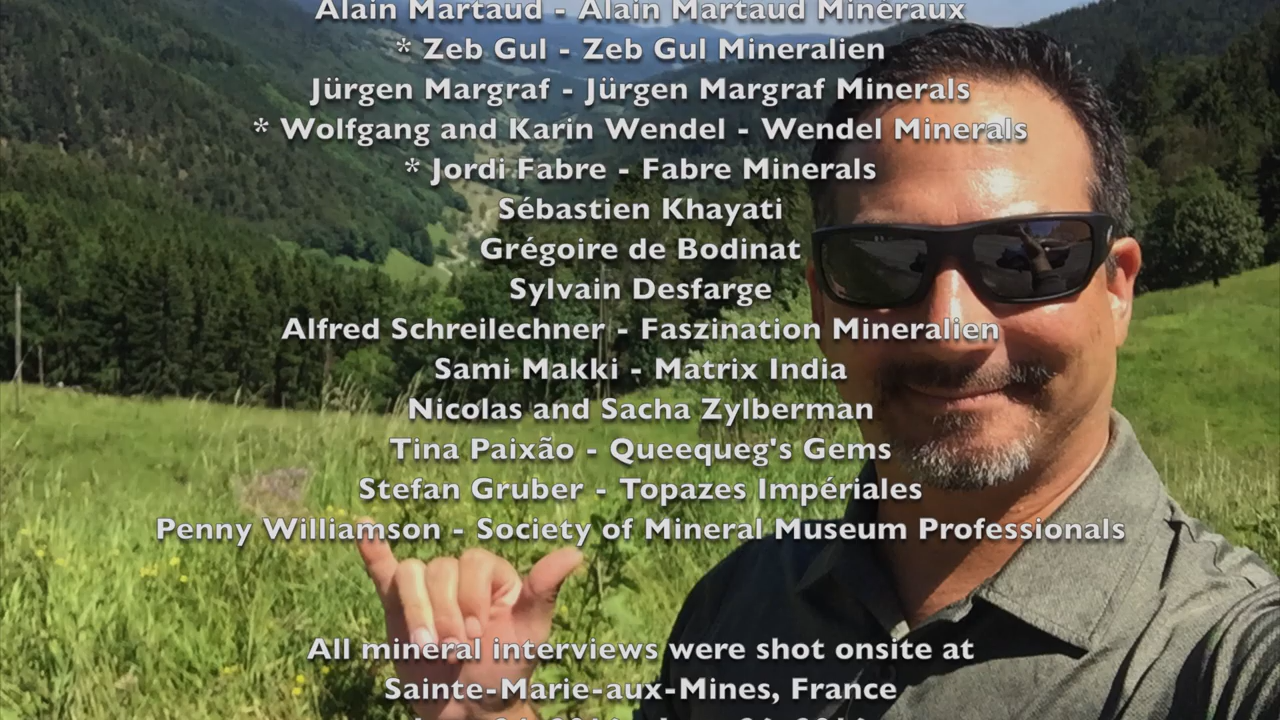 Alain Martaud - Alain Martaud Minéraux
* Zeb Gul - Zeb Gul Mineralien
Jürgen Margraf - Jürgen Margraf Minerals
* Wolfgang and Karin Wendel - Wendel Minerals
* Jordi Fabre - Fabre Minerals
Sébastien Khayati
Grégoire de Bodinat
Sylvain Desfarge
Alfred Schreilechner - Faszination Mineralien
Sami Makki - Matrix India
Nicolas and Sacha Zylberman
Tina Paixão - Queequeg's Gems
Stefan Gruber - Topazes Impériales
Penny Williamson - Society of Mineral Museum Professionals
All mineral interviews were shot onsite at
Sainte-Marie-aux-Mines, France